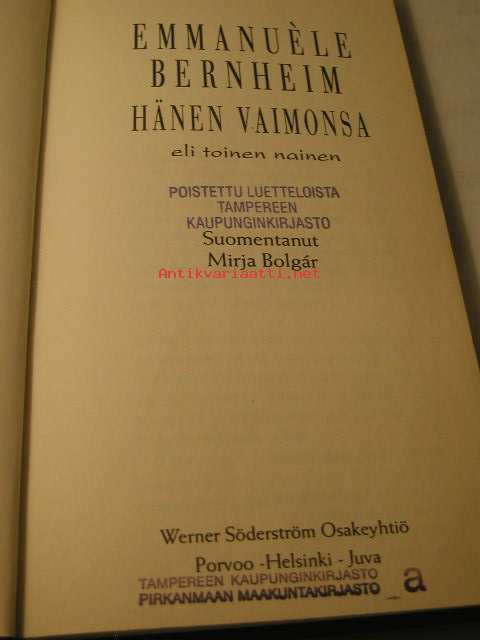 EMMANUÈLE
BERNHEIM
HÄNEN VAIMONSA
eli toinen nainen
POISTETTU LUETTELOISTA
TAMPEREEN
KAUPUNGINKIRJASTO
Suomentanut
Mirja Bolgár
Antikvariaatti.net
Werner Söderström Osakeyhtiö
Porvoo -Helsinki - Juva
TAMPEREEN KAUPUNGINKIRJASTO
PIRKANMAAN MAAKUNTAKIRJASTO _a